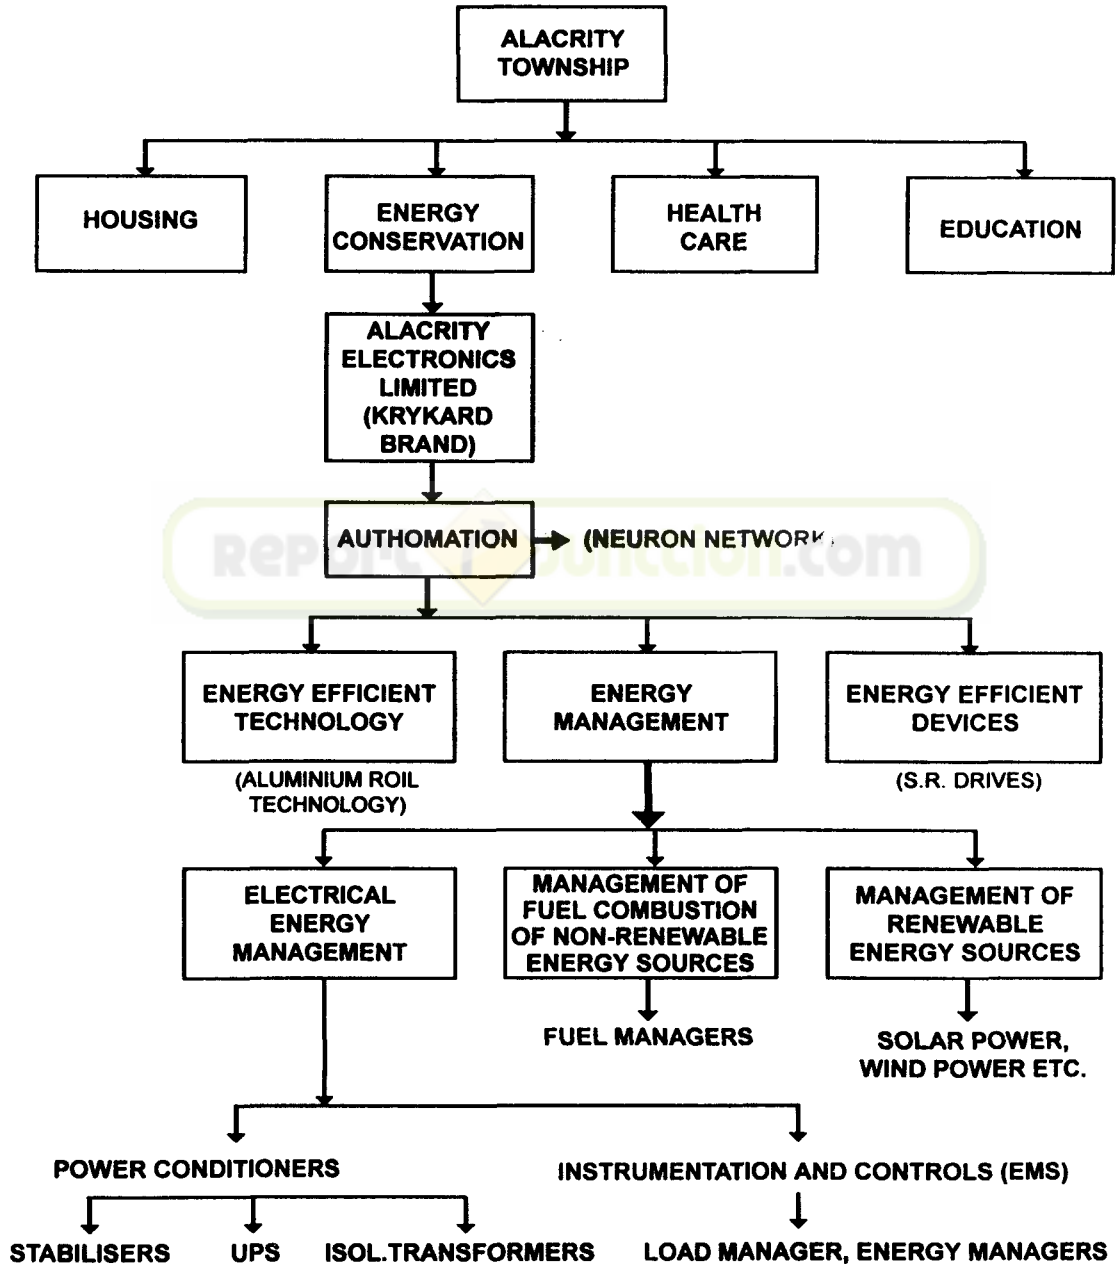 ALACRITY
TOWNSHIP
HOUSING
ENERGY
CONSERVATION
HEALTH
CARE
EDUCATION
ALACRITY
ELECTRONICS
LIMITED
(KRYKARD
BRAND)
AUTHOMATION
(NEURON NETWORK)
ENERGY EFFICIENT
TECHNOLOGY
ENERGY
MANAGEMENT
ENERGY EFFICIENT
DEVICES
(ALUMINIUM ROIL
TECHNOLOGY)
(S.R. DRIVES)
ELECTRICAL
ENERGY
MANAGEMENT
MANAGEMENT OF
FUEL COMBUSTION
OF NON-RENEWABLE
ENERGY SOURCES
MANAGEMENT OF
RENEWABLE
ENERGY SOURCES
FUEL MANAGERS
SOLAR POWER,
WIND POWER ETC.
POWER CONDITIONERS
INSTRUMENTATION AND CONTROLS (EMS)
STABILISERS UPS ISOL.TRANSFORMERS
LOAD MANAGER, ENERGY MANAGERS